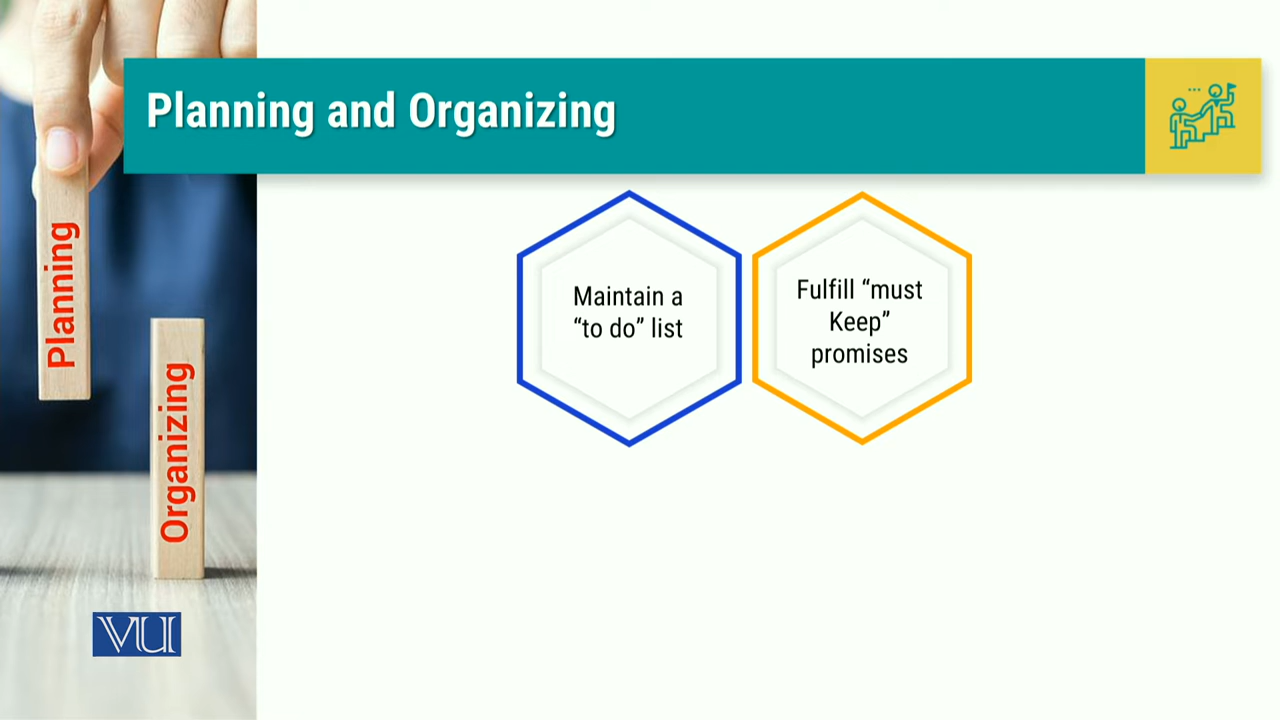 Planning and Organizing
Planning
Organizing
Maintain a
“to do” list
Fulfill “must
Keep”
promises
VU